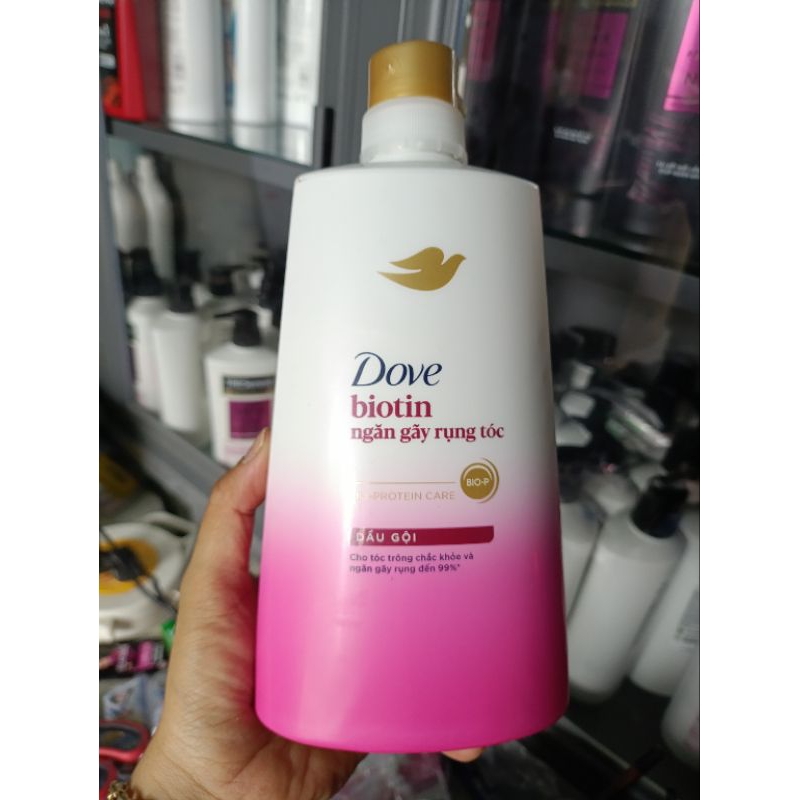 Dove
biotin
ngăn gãy rụng tóc
-PROTEIN CARE
BIO-P
DẦU GỘI
Cho tóc trông chắc khỏe và
ngăn gãy rụng đến 99%*